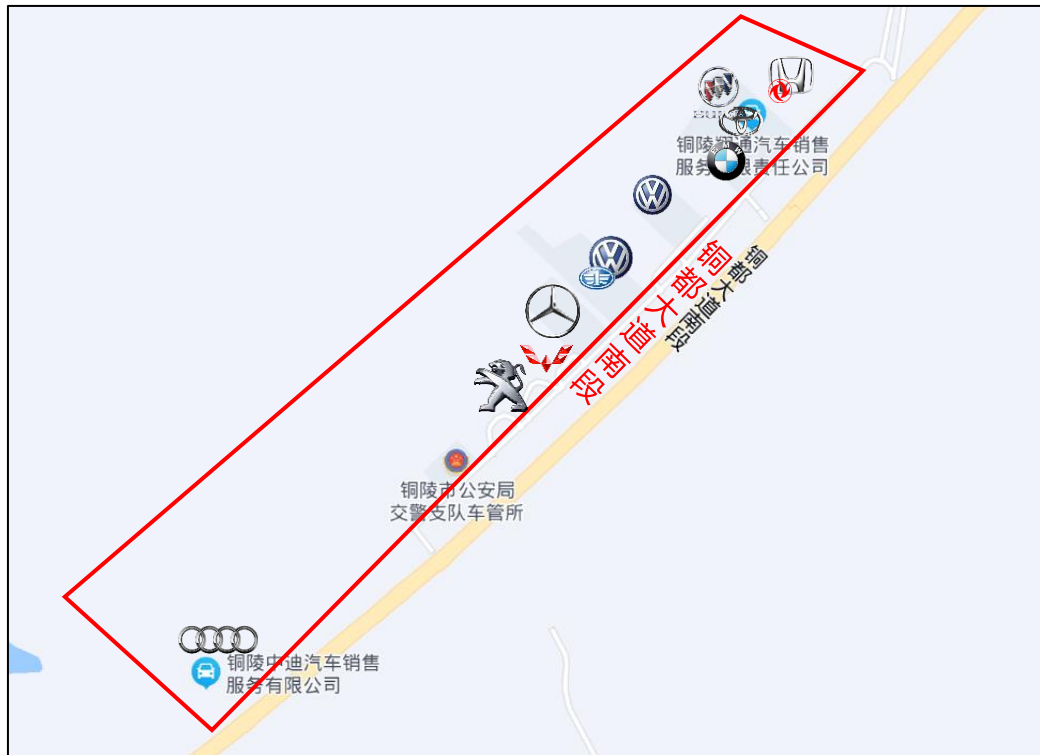 铜陵翔通汽车销售
服务有限责任公司
铜都大道南段
铜都大道南段
铜陵市公安局
交警支队车管所
铜陵中迪汽车销售
服务有限公司